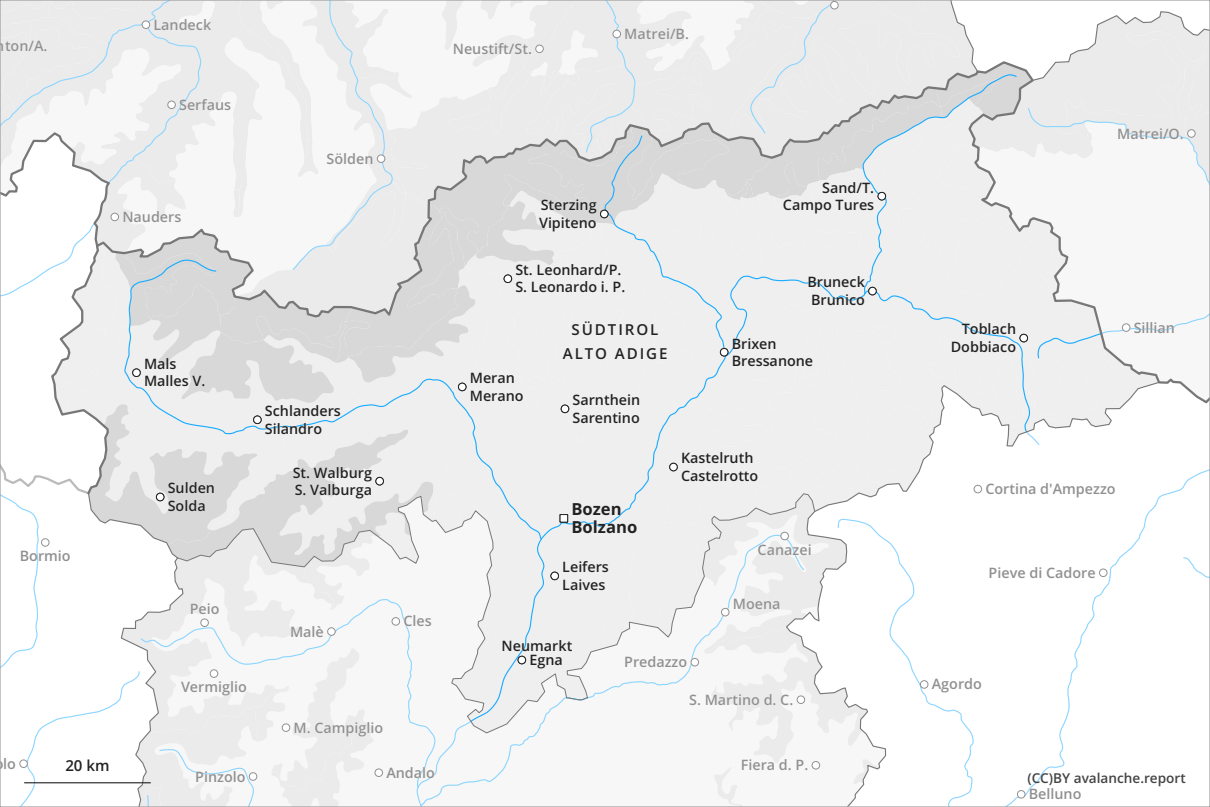 Landeck
nton/A.
Neustift/St.
Matrei/B.
Serfaus
Matrei/O.
Sölden
Nauders
Sand/T.
Campo Tures
Sterzing
Vipiteno
St. Leonhard/P.
S. Leonardo i. P.
Bruneck
Brunico
SÜDTIROL
ALTO ADIGE
Toblach
Dobbiaco
Sillian
Brixen
Bressanone
Mals
Malles V.
Meran
Merano
Schlanders
Silandro
Sarnthein
Sarentino
Kastelruth
Castelrotto
St. Walburg
S. Valburga
Sulden
Solda
Cortina d'Ampezzo
Bozen
Bolzano
Bormio
Canazei
Leifers
Laives
Pieve di Cadore
Peio
Moena
Cles
Malè
Neumarkt
Egna
Predazzo
Vermiglio
Agordo
S. Martino d. C.
M. Campiglio
20 km
olo
Pinzolo
Andalo
Fiera d. P.
(CC)BY avalanche.report
Belluno